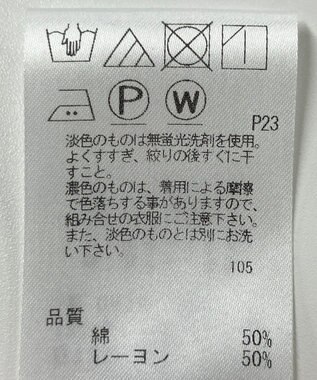 P W
P23
淡色のものは無蛍光洗剤を使用。
よくすすぎ、絞りの後すぐに干
すこと。
濃色のものは、着用による摩擦
で色落ちする事がありますので、
組み合せの衣服にご注意下さい。
また、淡色のものとは別にお洗
い下さい。
105
品質
綿 50%
レーヨン 50%